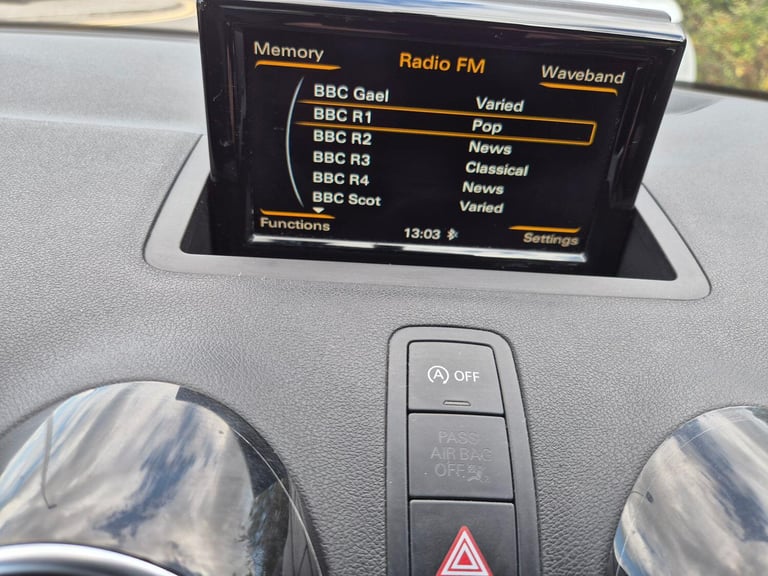 Memory
Radio FM
Waveband
BBC Gael Varied
BBC R1 Pop
BBC R2 News
BBC R3 Classical
BBC R4 News
BBC Scot Varied
Functions
13:03
Settings
A OFF
PASS
AIR BAG
OFF